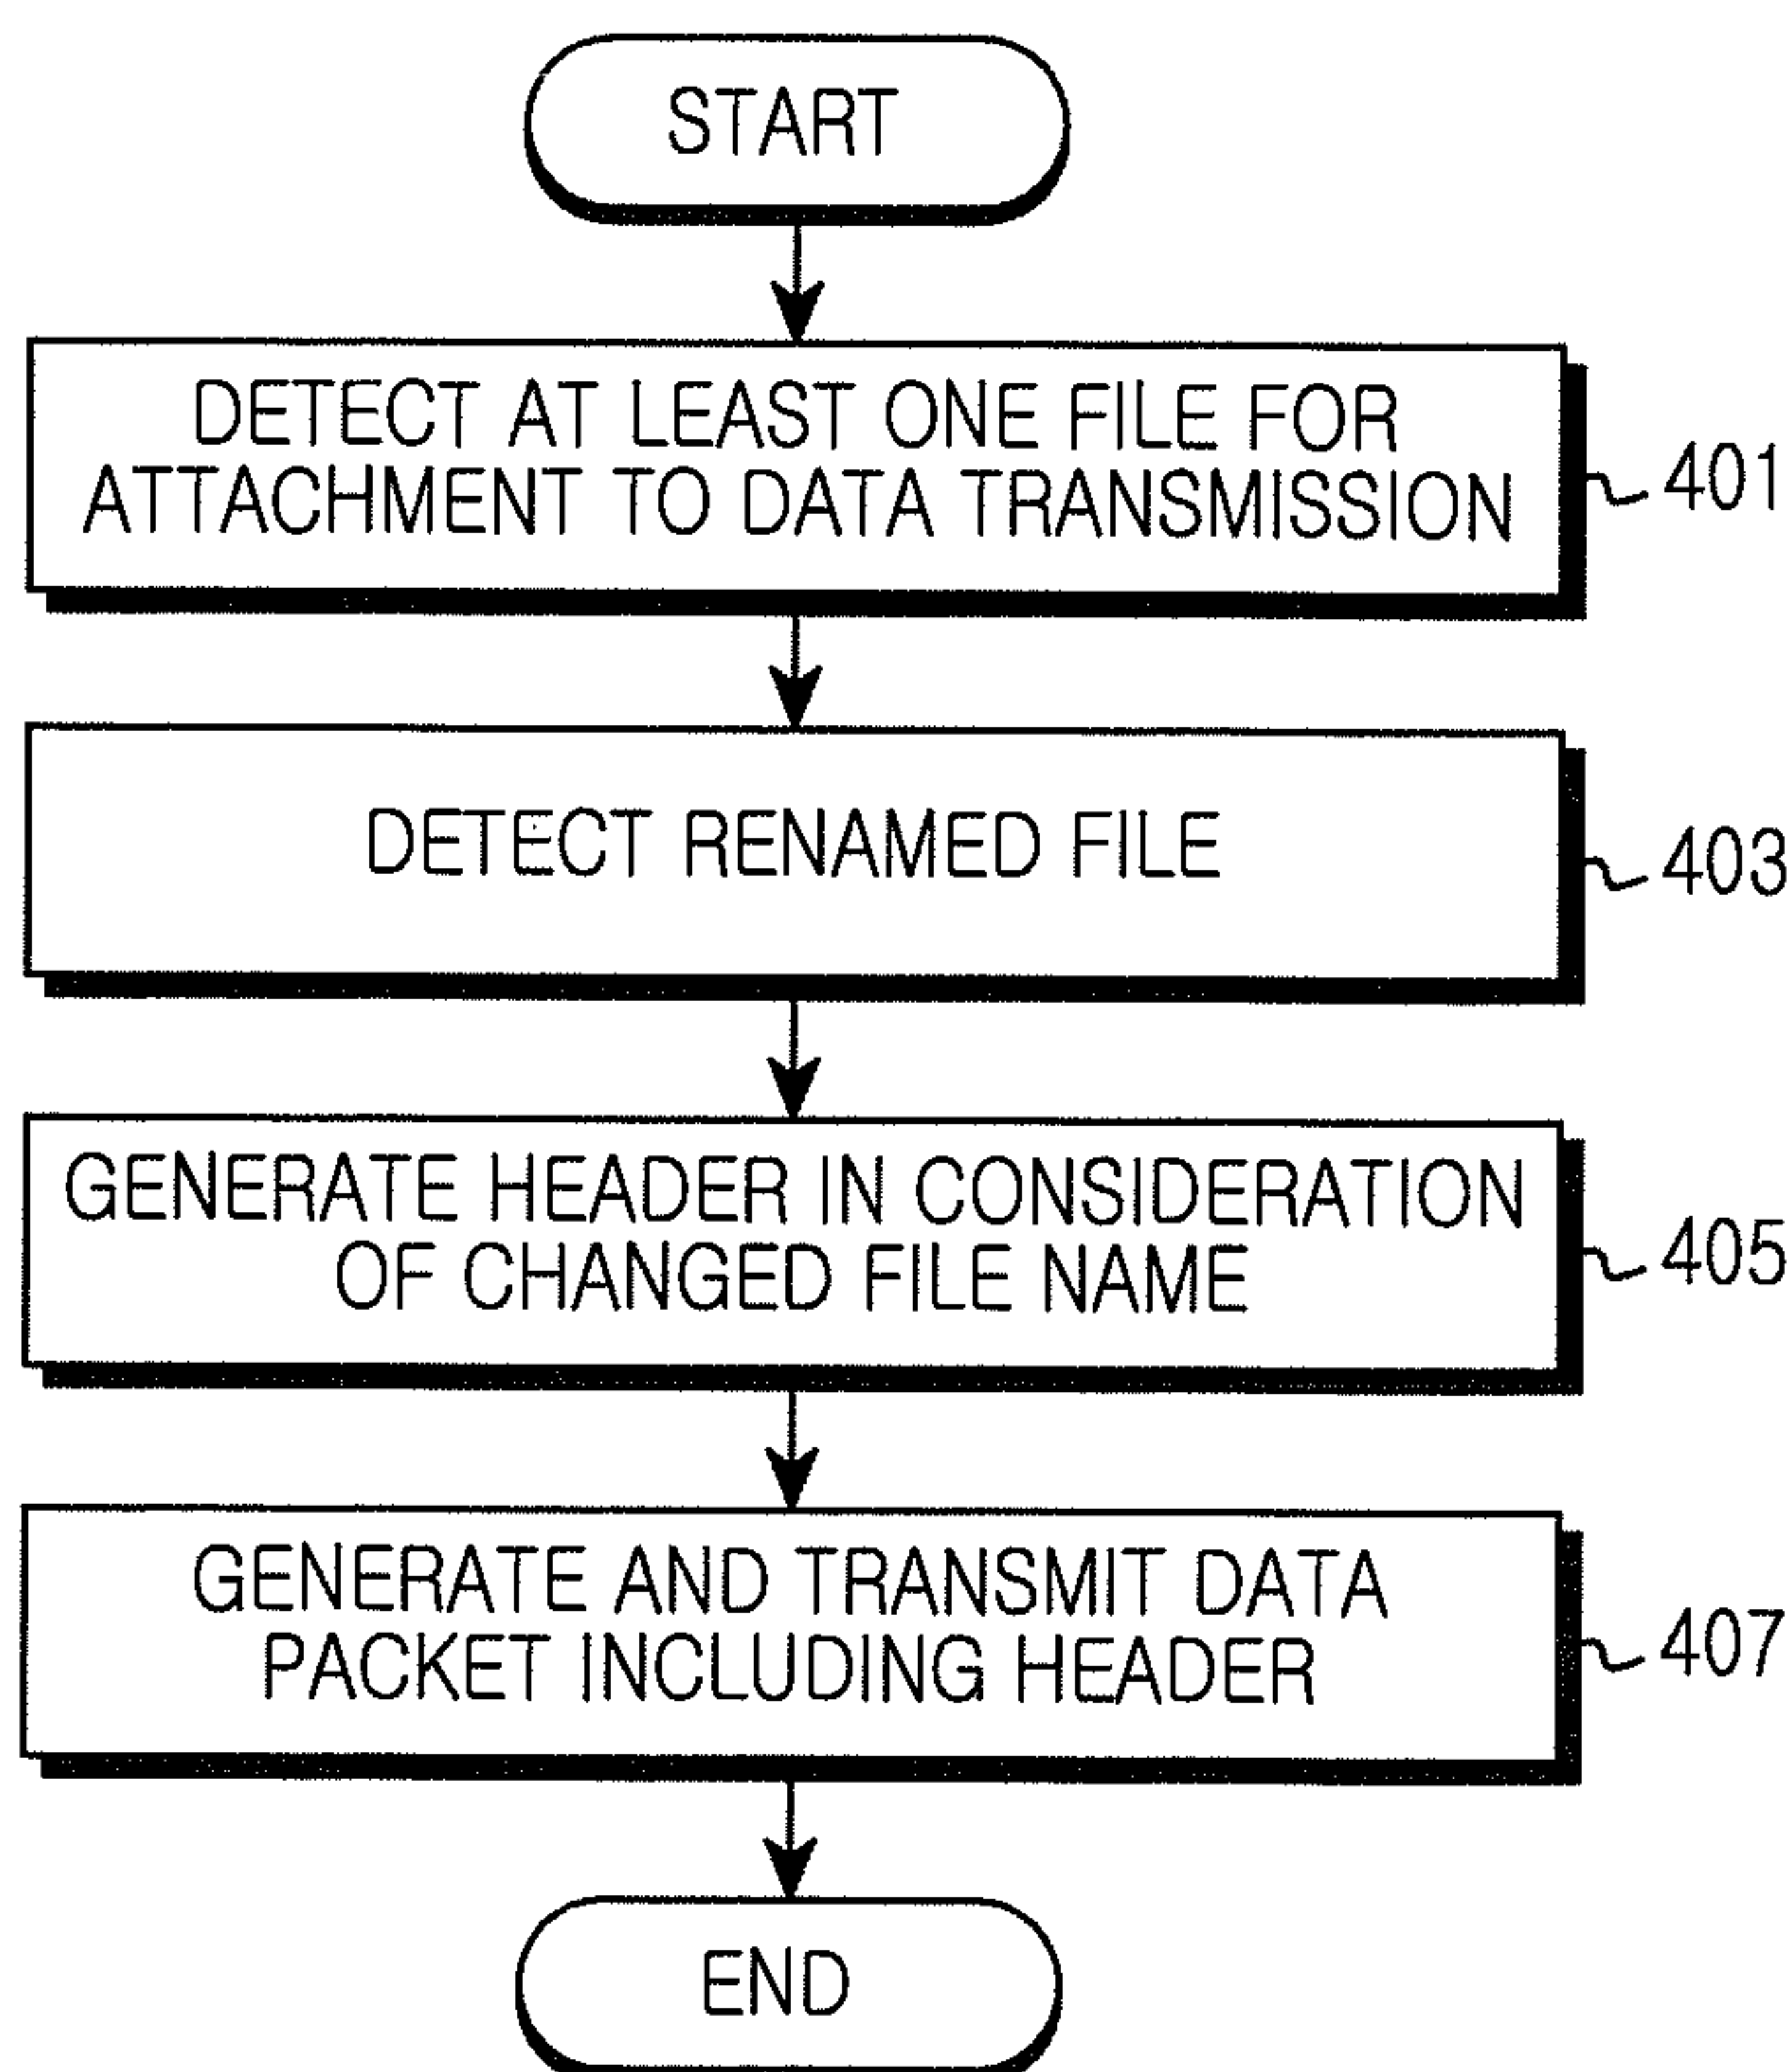 START
DETECT AT LEAST ONE FILE FOR
ATTACHMENT TO DATA TRANSMISSION
401
DETECT RENAMED FILE
403
GENERATE HEADER IN CONSIDERATION
OF CHANGED FILE NAME
405
GENERATE AND TRANSMIT DATA
PACKET INCLUDING HEADER
407
END